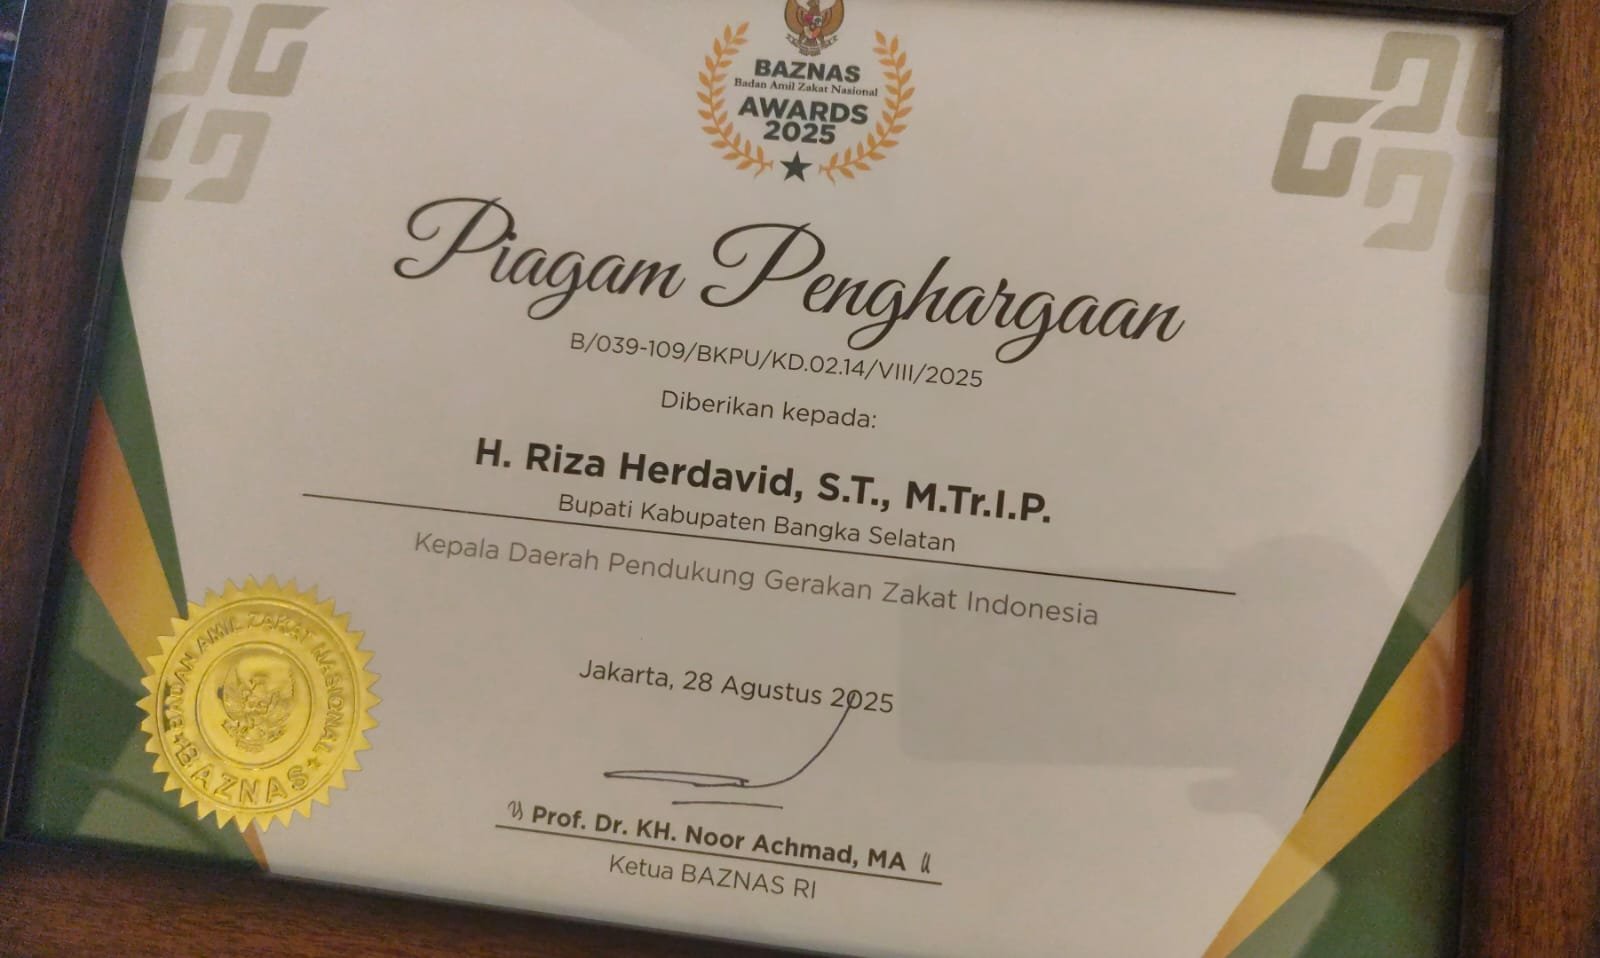 BAZNAS
Badan Amil Zakat Nasional
AWARDS
2025
Piagam Penghargaan
B/039-109/BKPU/KD.02.14/VIII/2025
Diberikan kepada:
H. Riza Herdavid, S.T., M.Tr.I.P.
Bupati Kabupaten Bangka Selatan
Kepala Daerah Pendukung Gerakan Zakat Indonesia
Jakarta, 28 Agustus 2025
Prof. Dr. KH. Noor Achmad, MA
Ketua BAZNAS RI
BADAN AMIL ZAKAT NASIONAL
BAZNAS